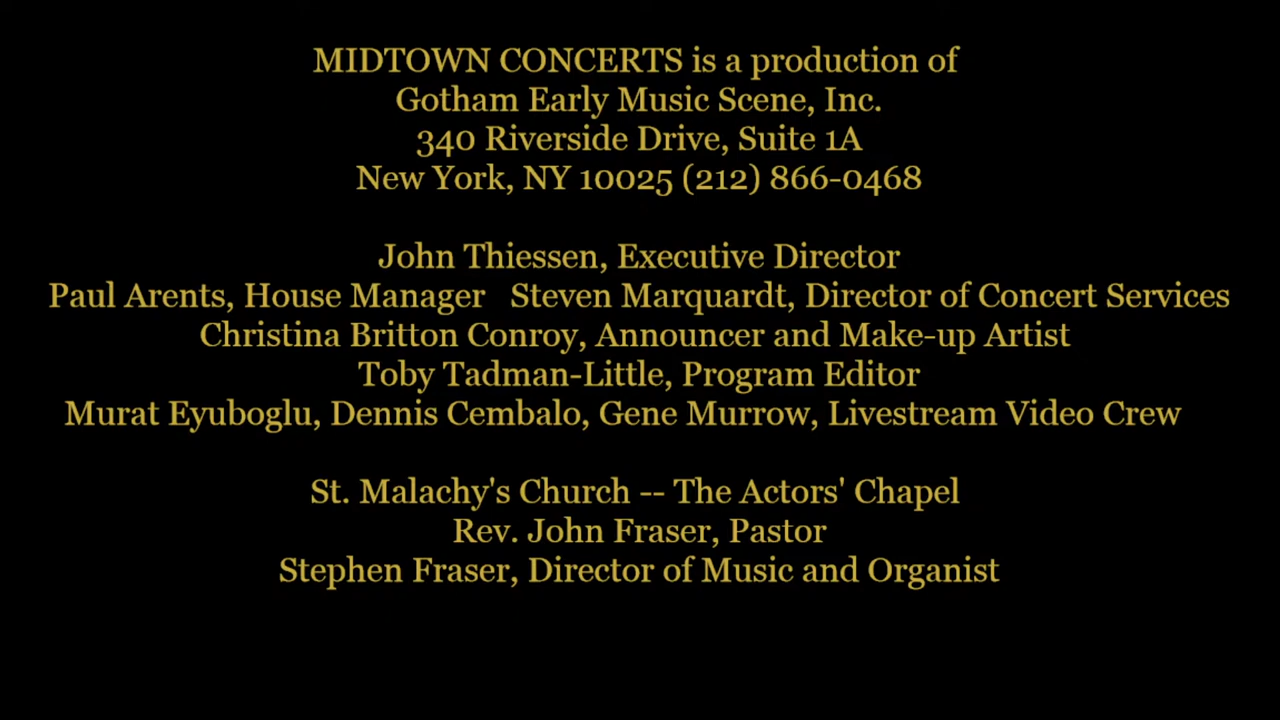 MIDTOWN CONCERTS is a production of
Gotham Early Music Scene, Inc.
340 Riverside Drive, Suite 1A
New York, NY 10025 (212) 866-0468
John Thiessen, Executive Director
Paul Arents, House Manager   Steven Marquardt, Director of Concert Services
Christina Britton Conroy, Announcer and Make-up Artist
Toby Tadman-Little, Program Editor
Murat Eyuboglu, Dennis Cembalo, Gene Murrow, Livestream Video Crew
St. Malachy's Church -- The Actors' Chapel
Rev. John Fraser, Pastor
Stephen Fraser, Director of Music and Organist